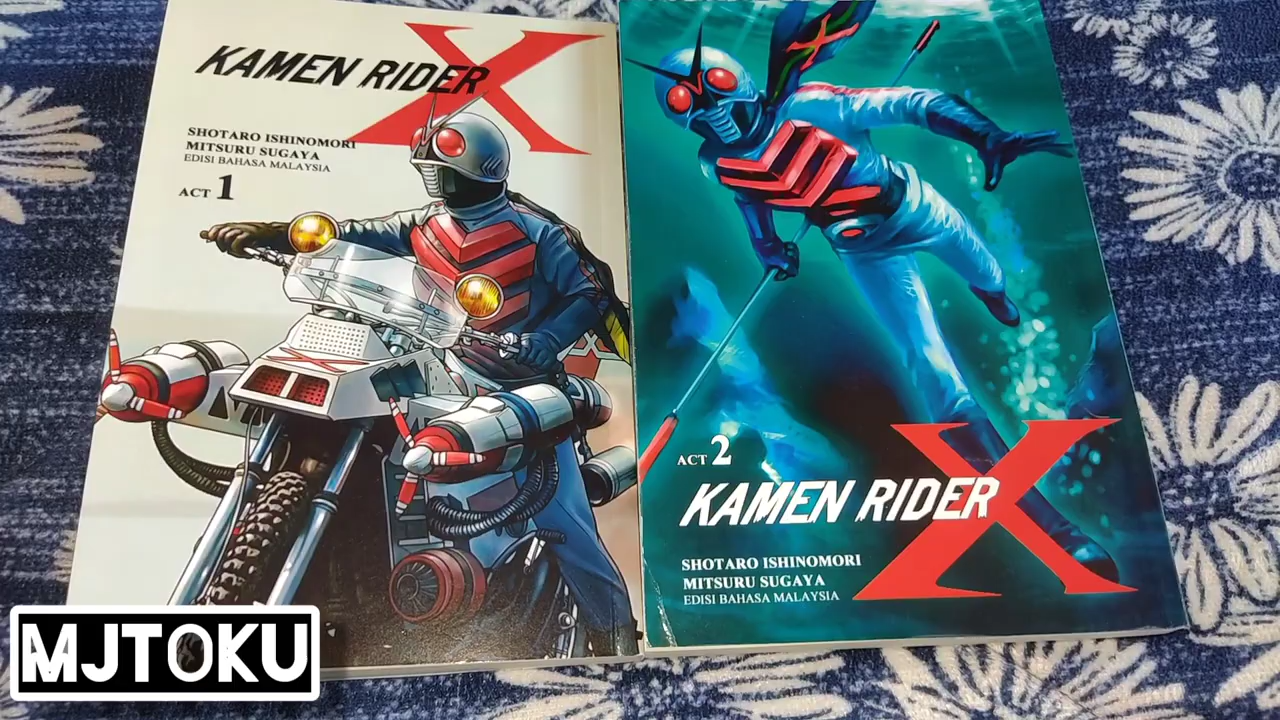 KAMEN RIDER X
SHOTARO ISHINOMORI
MITSURU SUGAYA
EDISI BAHASA MALAYSIA
ACT 1
ACT 2
KAMEN RIDER X
SHOTARO ISHINOMORI
MITSURU SUGAYA
EDISI BAHASA MALAYSIA
MJTOKU